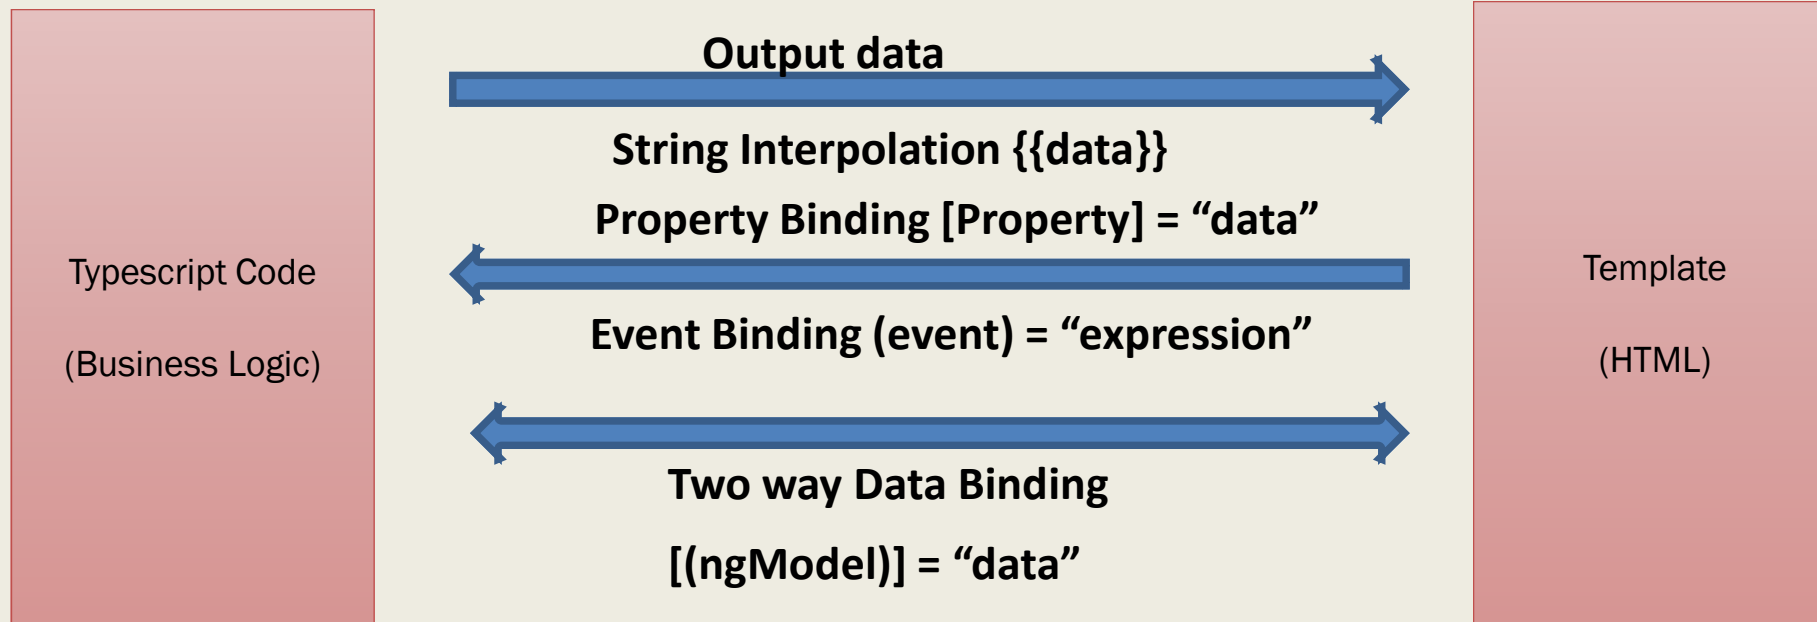 Output data
String Interpolation {{data}}
Property Binding [Property] = “data”
Typescript Code
(Business Logic)
Event Binding (event) = “expression”
Template
(HTML)
Two way Data Binding
[(ngModel)] = “data”